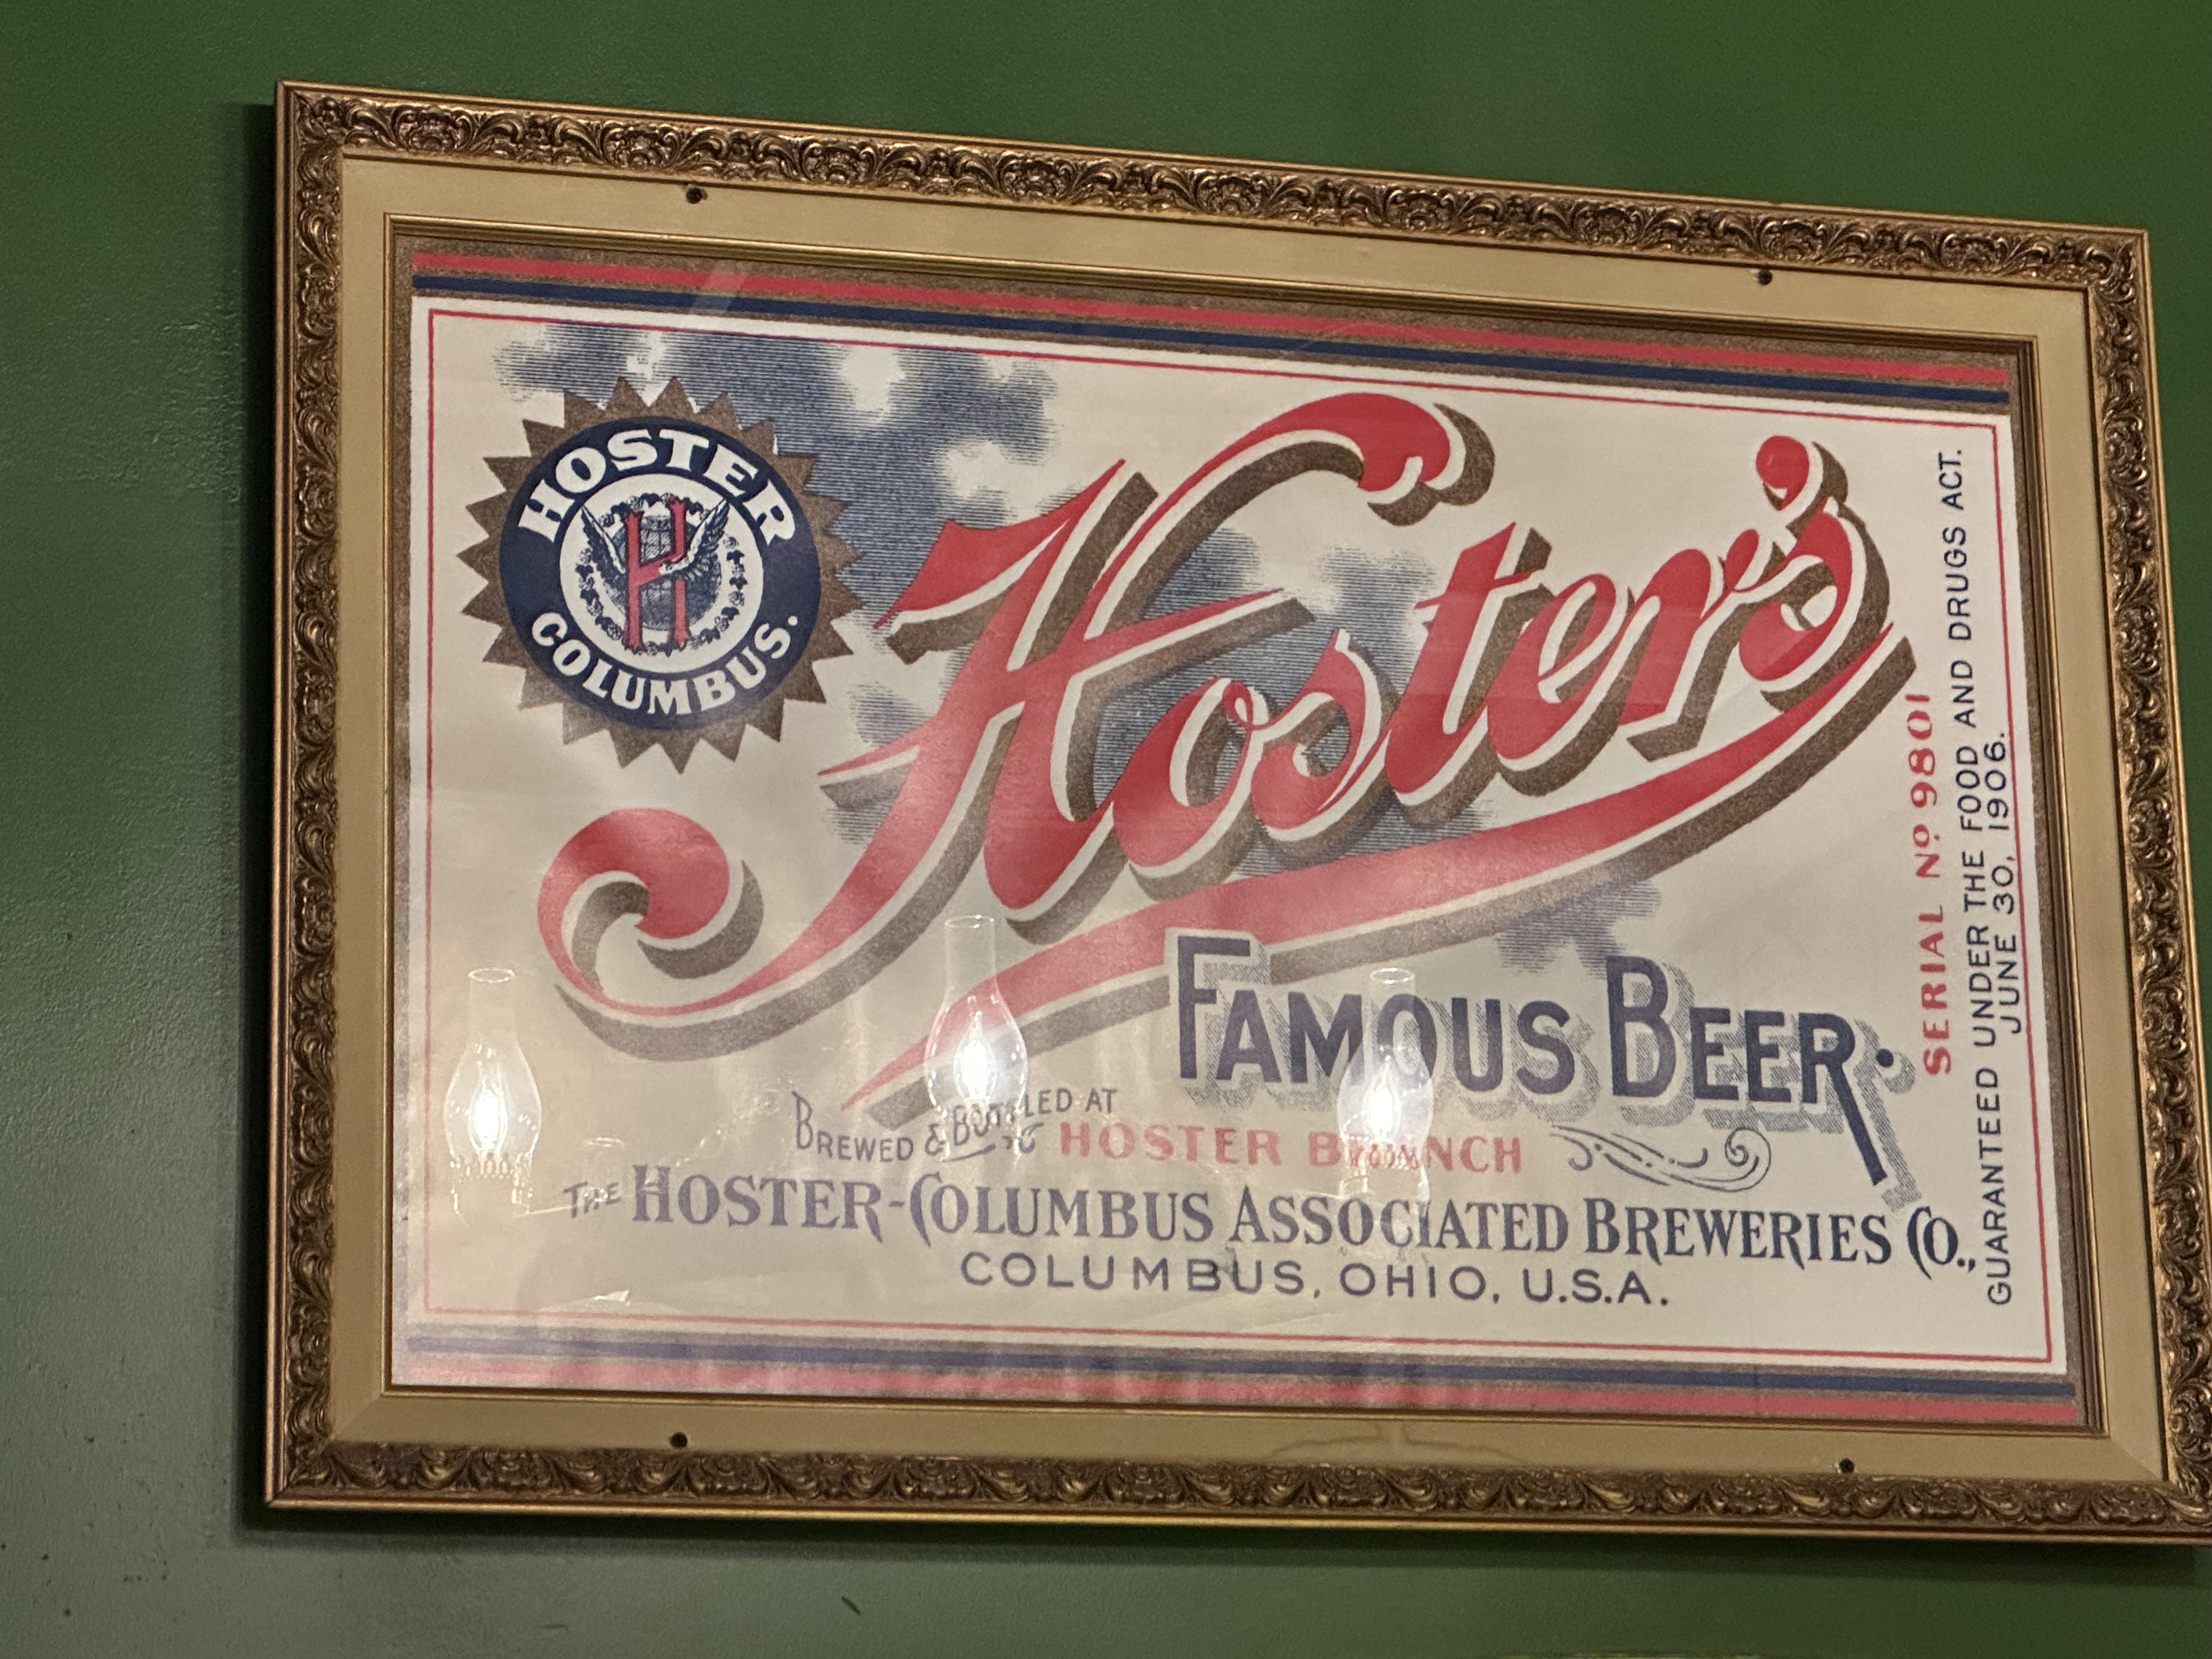 HOSTER
H
COLUMBUS.
Hoster's
FAMOUS BEER.
BREWED & BOTTLED AT
HOSTER BRANCH
THE HOSTER-COLUMBUS ASSOCIATED BREWERIES CO.,
COLUMBUS, OHIO, U.S.A.
SERIAL No 9801
GUARANTEED UNDER THE FOOD AND DRUGS ACT.
JUNE 30, 1906.